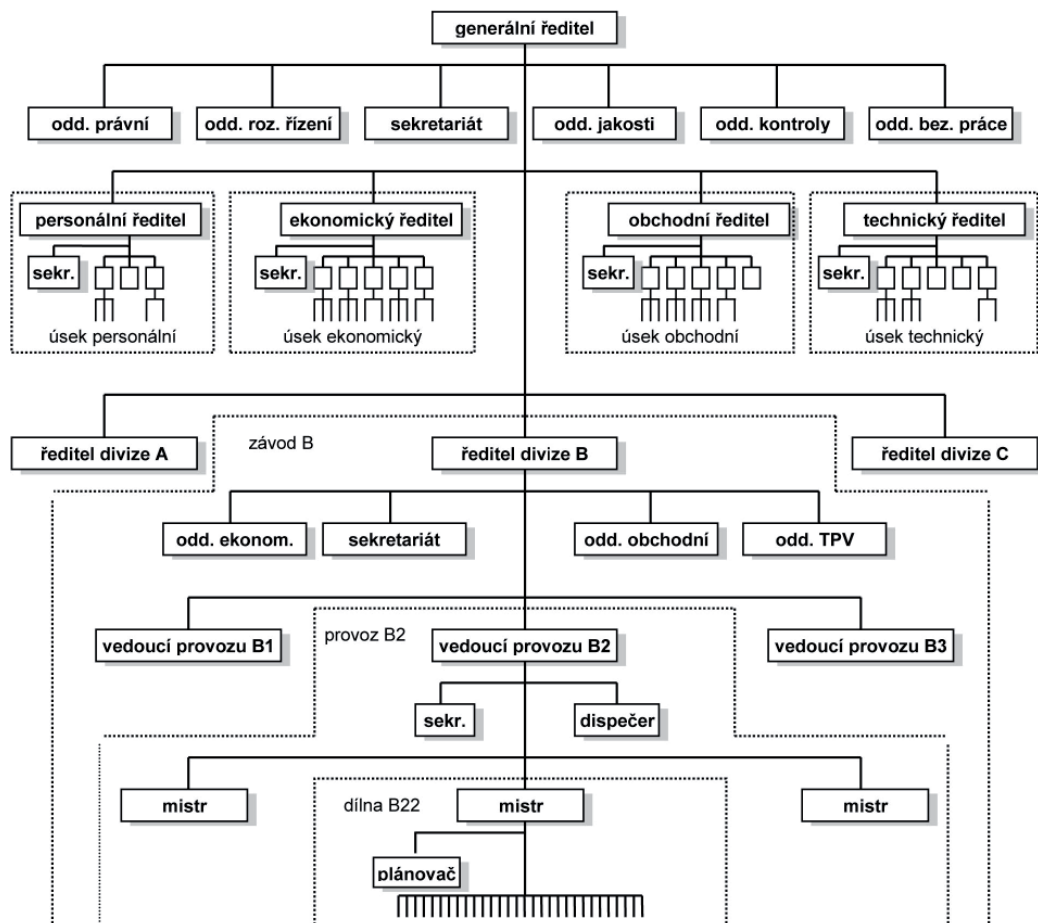 generální ředitel
odd. právní
odd. roz. řízení
sekretariát
odd. jakosti
odd. kontroly
odd. bez. práce
personální ředitel
ekonomický ředitel
obchodní ředitel
technický ředitel
sekr.
sekr.
sekr.
sekr.
úsek personální
úsek ekonomický
úsek obchodní
úsek technický
ředitel divize A
závod B
ředitel divize B
ředitel divize C
odd. ekonom.
sekretariát
odd. obchodní
odd. TPV
vedoucí provozu B1
provoz B2
vedoucí provozu B2
vedoucí provozu B3
sekr.
dispečer
mistr
dílna B22
mistr
mistr
plánovač